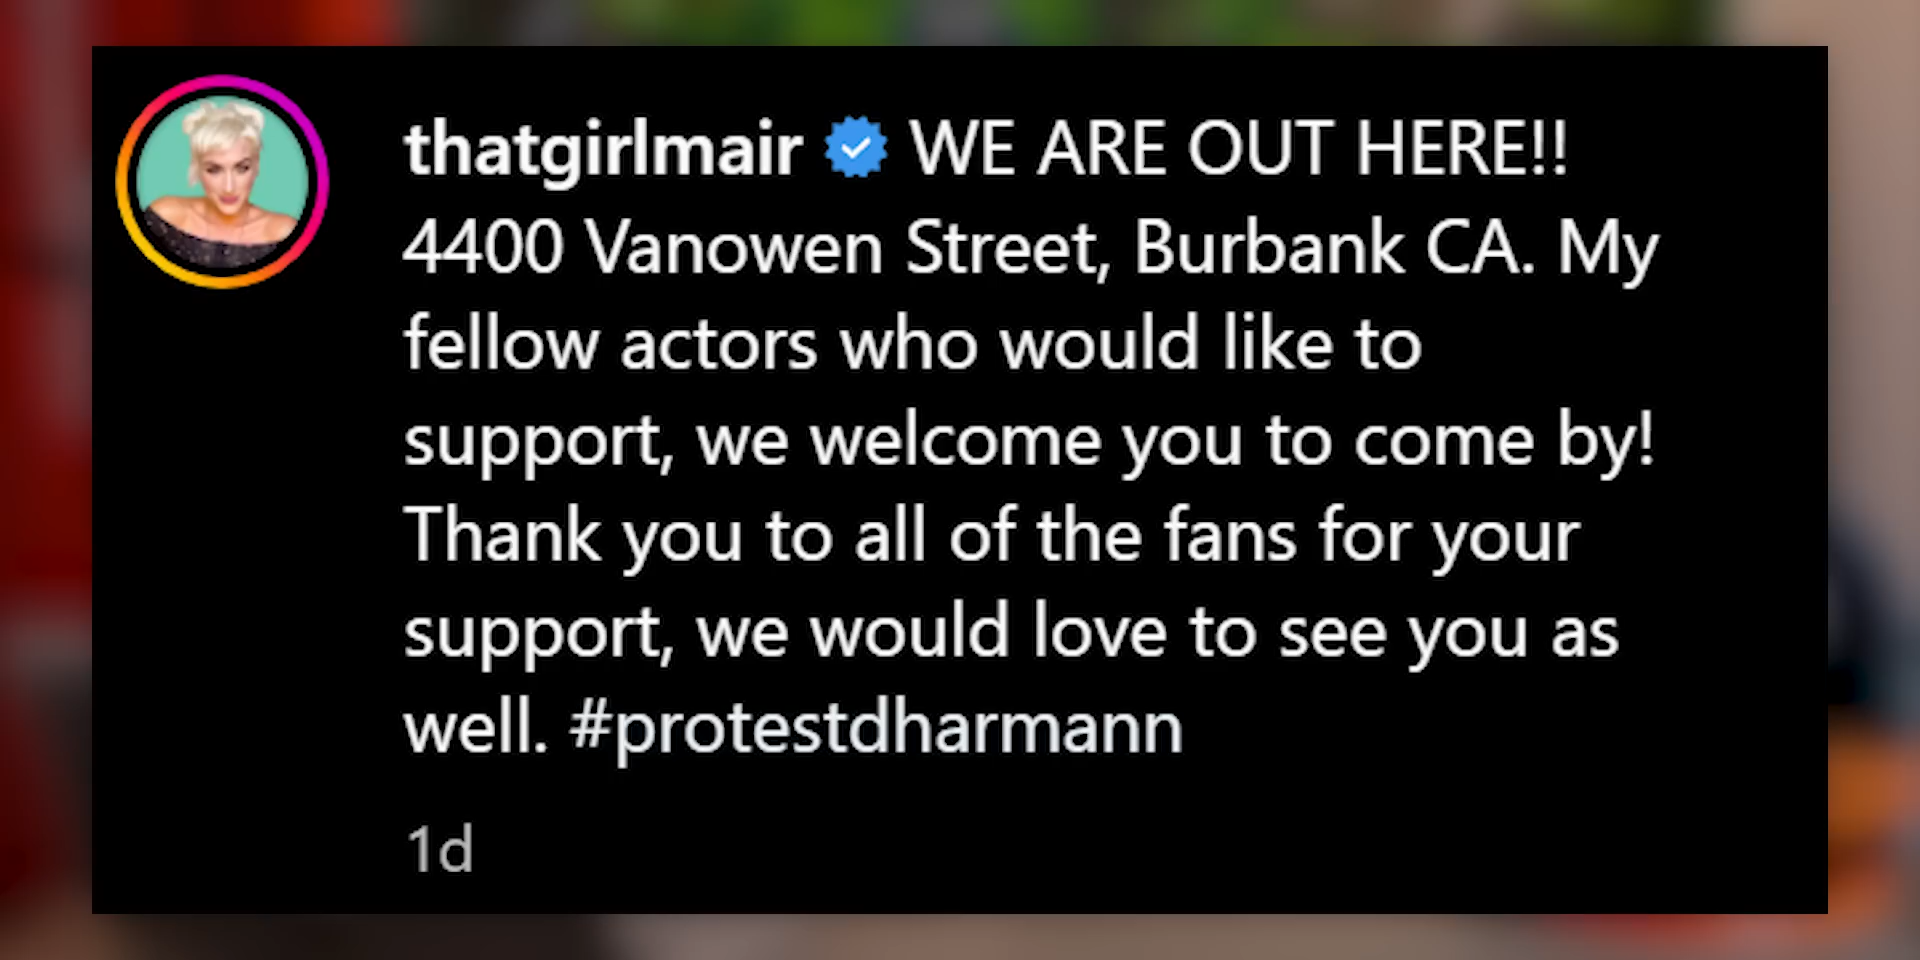 thatgirlmair WE ARE OUT HERE!!
4400 Vanowen Street, Burbank CA. My
fellow actors who would like to
support, we welcome you to come by!
Thank you to all of the fans for your
support, we would love to see you as
well. #protestdharmann
1d